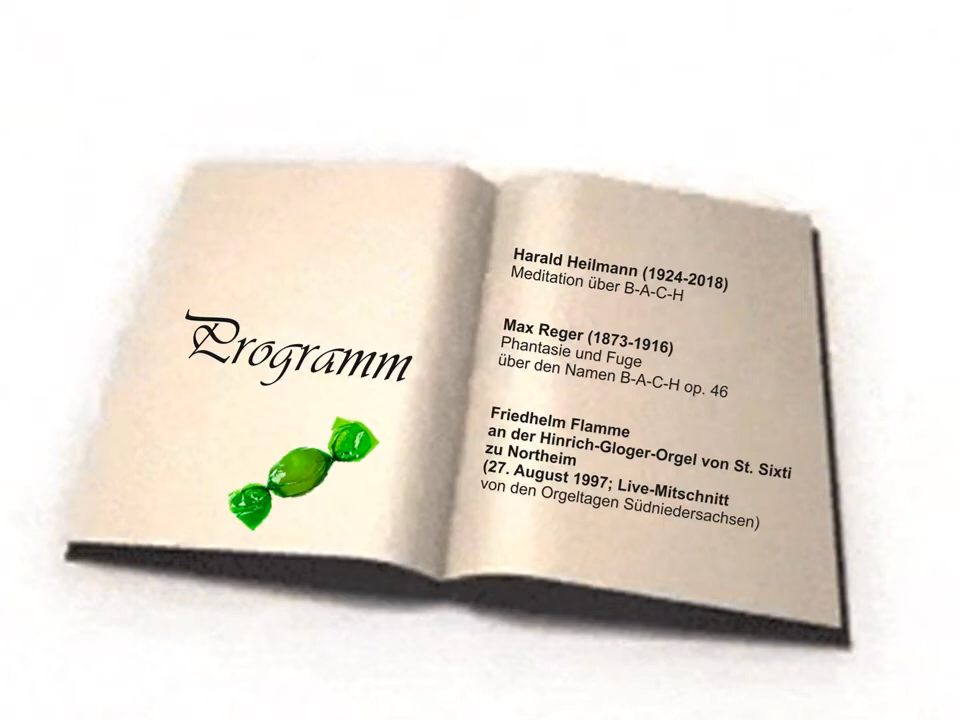 Programm
Harald Heilmann (1924-2018)
Meditation über B-A-C-H
Max Reger (1873-1916)
Phantasie und Fuge
über den Namen B-A-C-H op. 46
Friedhelm Flamme
an der Hinrich-Gloger-Orgel von St. Sixti
zu Northeim
(27. August 1997; Live-Mitschnitt
von den Orgeltagen Südniedersachsen)